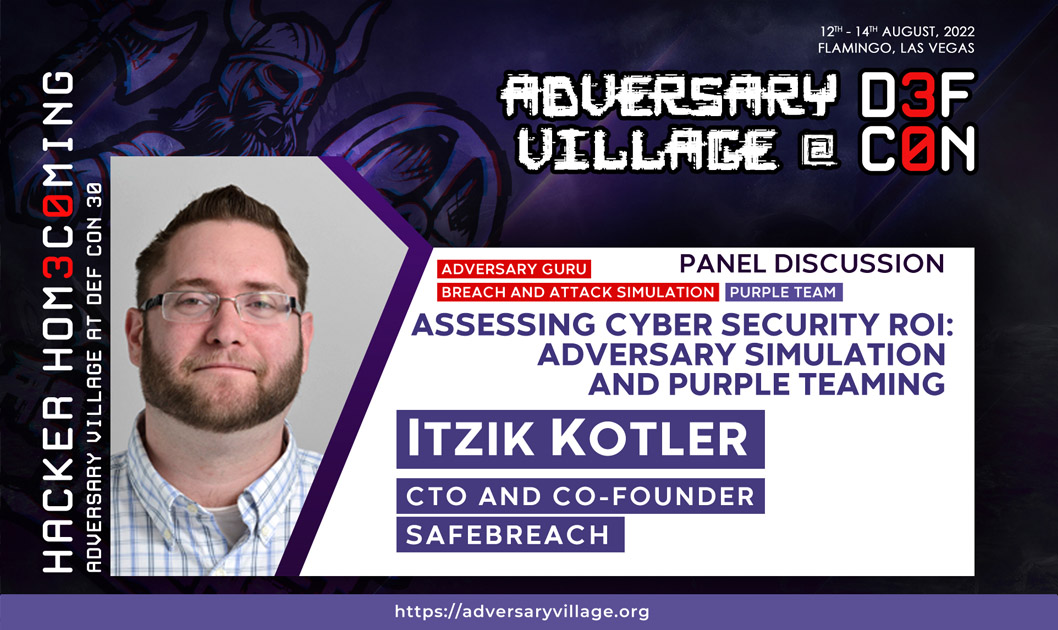 12TH - 14TH AUGUST, 2022
FLAMINGO, LAS VEGAS
ADVERSARY D3F
VILLAGE @ C0N
HACKER HOM3C0MING
ADVERSARY VILLAGE AT DEF CON 30
ADVERSARY GURU
PANEL DISCUSSION
BREACH AND ATTACK SIMULATION PURPLE TEAM
ASSESSING CYBER SECURITY ROI:
ADVERSARY SIMULATION
AND PURPLE TEAMING
ITZIK KOTLER
CTO AND CO-FOUNDER
SAFEBREACH
https://adversaryvillage.org